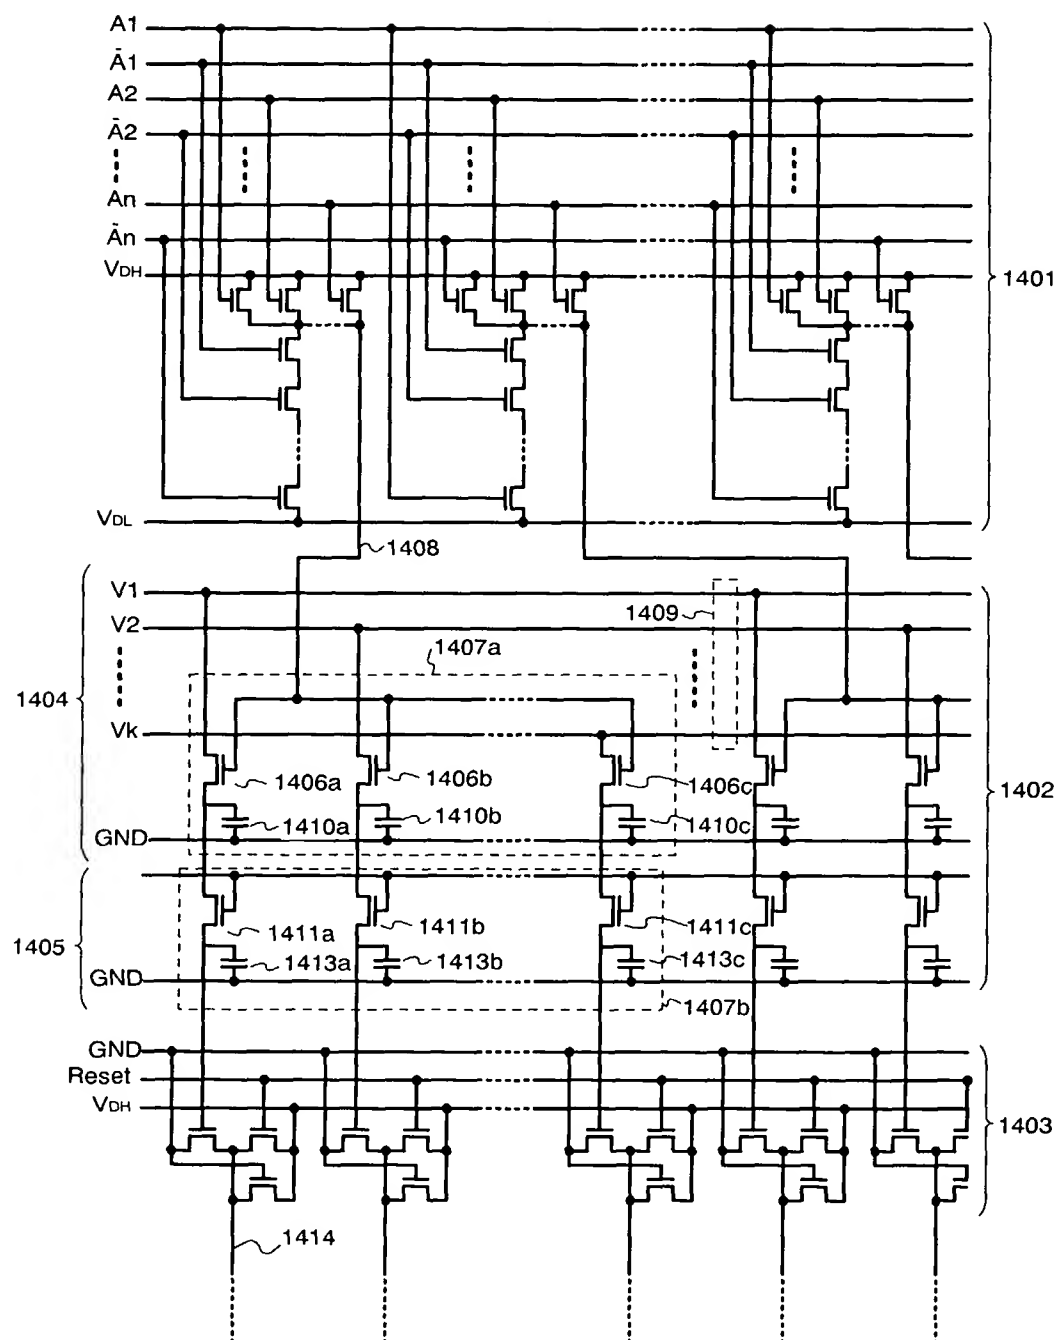 A1
Ā1
A2
Ā2
An
Ān
VDH
1401
VDL
1408
V1
1409
V2
1407a
1404
Vk
1406a
1406b
1406c
1402
1410a
1410b
1410c
GND
1411a
1411b
1411c
1405
1413a
1413b
1413c
GND
1407b
GND
Reset
VDH
1403
1414